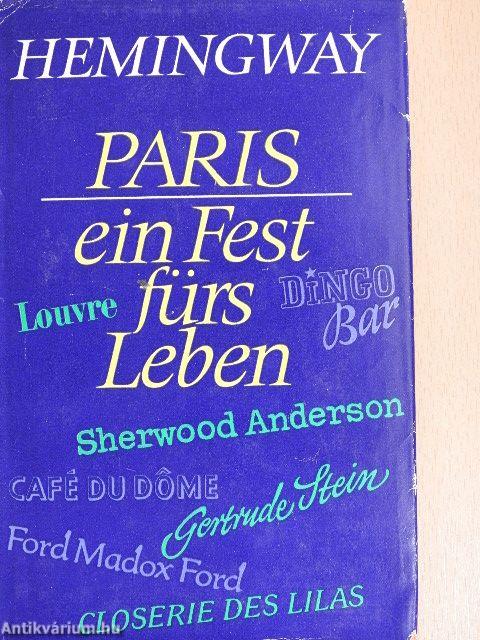 HEMINGWAY
PARIS
ein Fest
fürs
Leben
Louvre
DiNGO
Bar
Sherwood Anderson
CAFÉ DU DÔME
Gertrude Stein
Ford Madox Ford
CLOSERIE DES LILAS
Antikvárium.hu